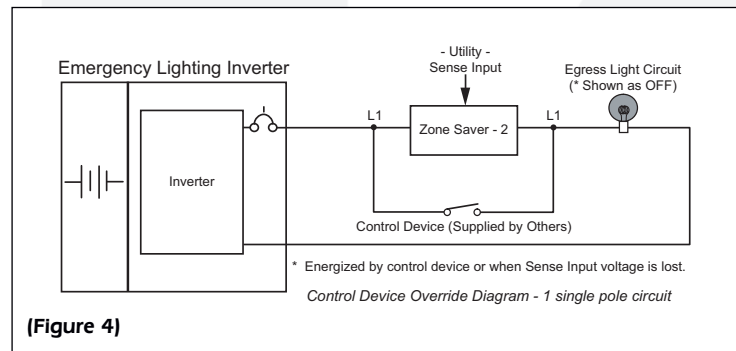 - Utility -
Sense Input
Emergency Lighting Inverter
Egress Light Circuit
(* Shown as OFF)
L1
Zone Saver - 2
L1
Inverter
Control Device (Supplied by Others)
* Energized by control device or when Sense Input voltage is lost.
Control Device Override Diagram - 1 single pole circuit
(Figure 4)